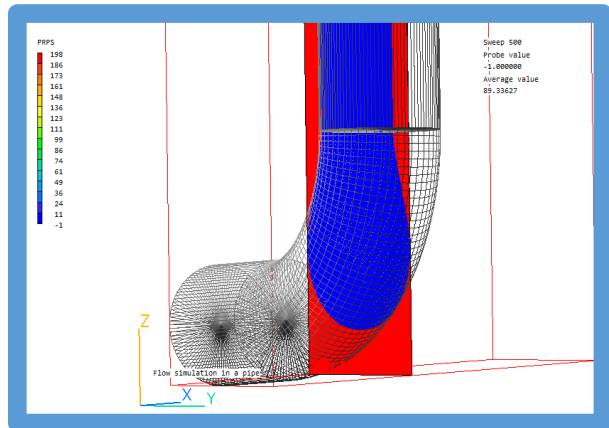 PRPS
198
186
173
161
148
136
123
111
99
86
74
61
49
36
24
11
-1
Sweep 500
Probe value
-1.000000
Average value
89.33627
Z
X
Y
Flow simulation in a pipe